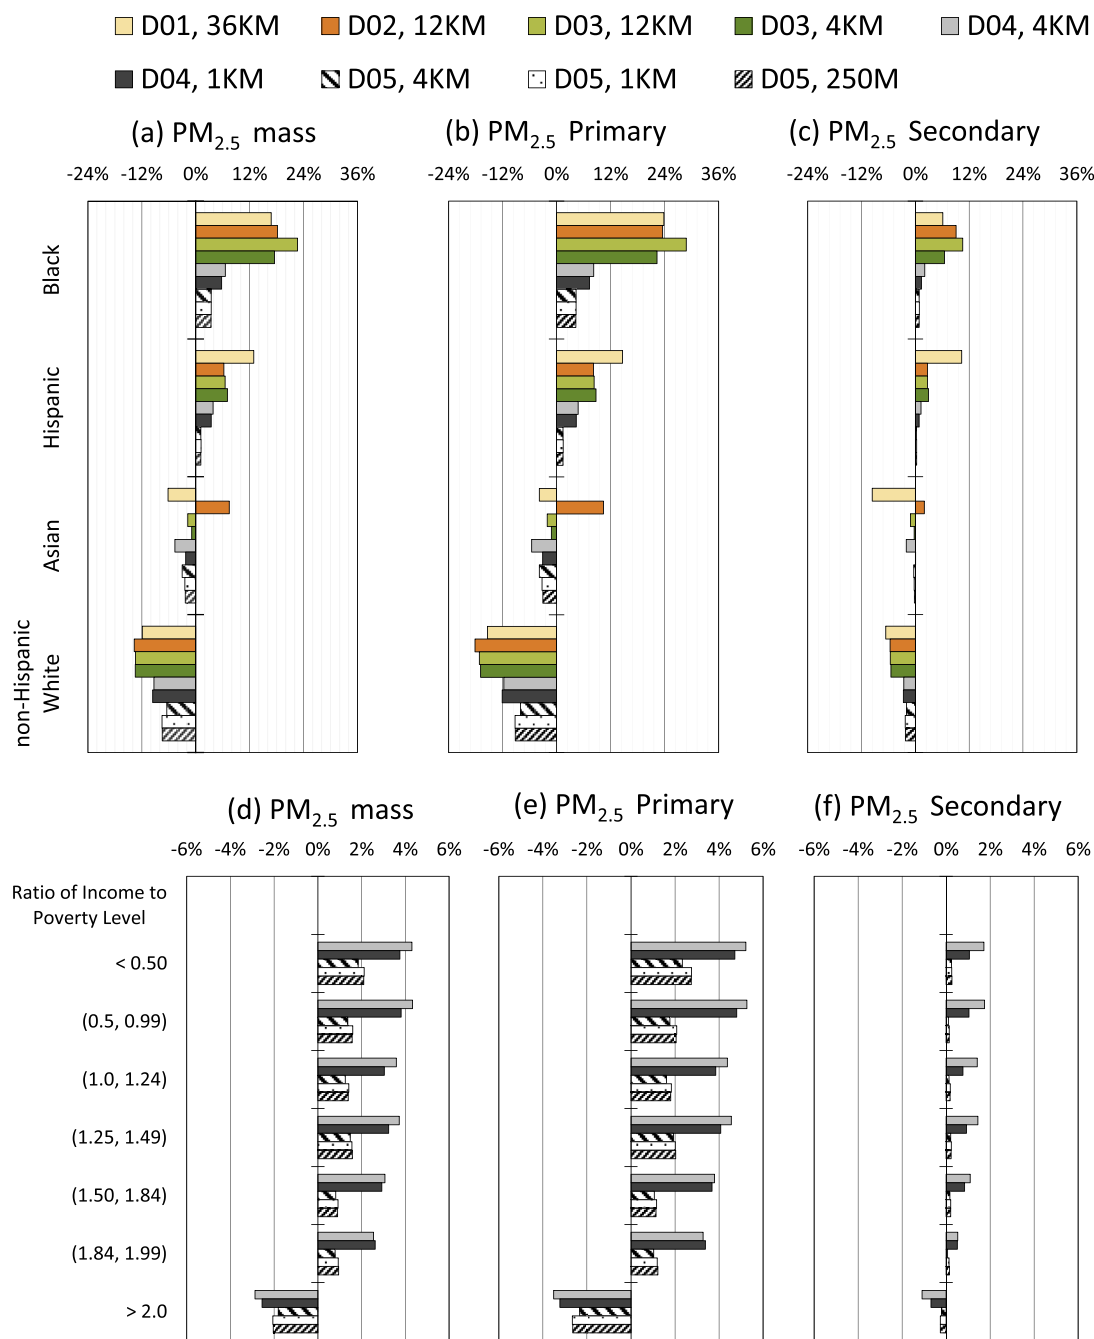 D01, 36KM D02, 12KM D03, 12KM D03, 4KM D04, 4KM
D04, 1KM D05, 4KM D05, 1KM D05, 250M
(a) PM2.5 mass (b) PM2.5 Primary (c) PM2.5 Secondary
-24% -12% 0% 12% 24% 36% -24% -12% 0% 12% 24% 36% -24% -12% 0% 12% 24% 36%
Black
Hispanic
Asian
non-Hispanic
White
(d) PM2.5 mass (e) PM2.5 Primary (f) PM2.5 Secondary
-6% -4% -2% 0% 2% 4% 6% -6% -4% -2% 0% 2% 4% 6% -6% -4% -2% 0% 2% 4% 6%
Ratio of Income to
Poverty Level
< 0.50
(0.5, 0.99)
(1.0, 1.24)
(1.25, 1.49)
(1.50, 1.84)
(1.84, 1.99)
> 2.0